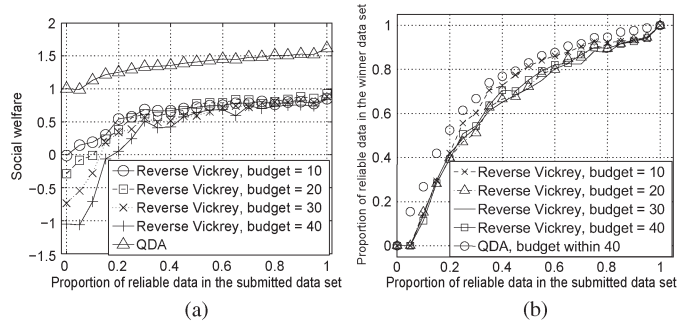 2
1.5
1
0.5
0
−0.5
−1
−1.5
Social welfare
0
0.2
0.4
0.6
0.8
1
Proportion of reliable data in the submitted data set
Reverse Vickrey, budget = 10
Reverse Vickrey, budget = 20
Reverse Vickrey, budget = 30
Reverse Vickrey, budget = 40
QDA
(a)
1
0.8
0.6
0.4
0.2
0.0
Proportion of reliable data in the winner data set
0
0.2
0.4
0.6
0.8
1
Proportion of reliable data in the submitted data set
Reverse Vickrey, budget = 10
Reverse Vickrey, budget = 20
Reverse Vickrey, budget = 30
Reverse Vickrey, budget = 40
QDA, budget within 40
(b)